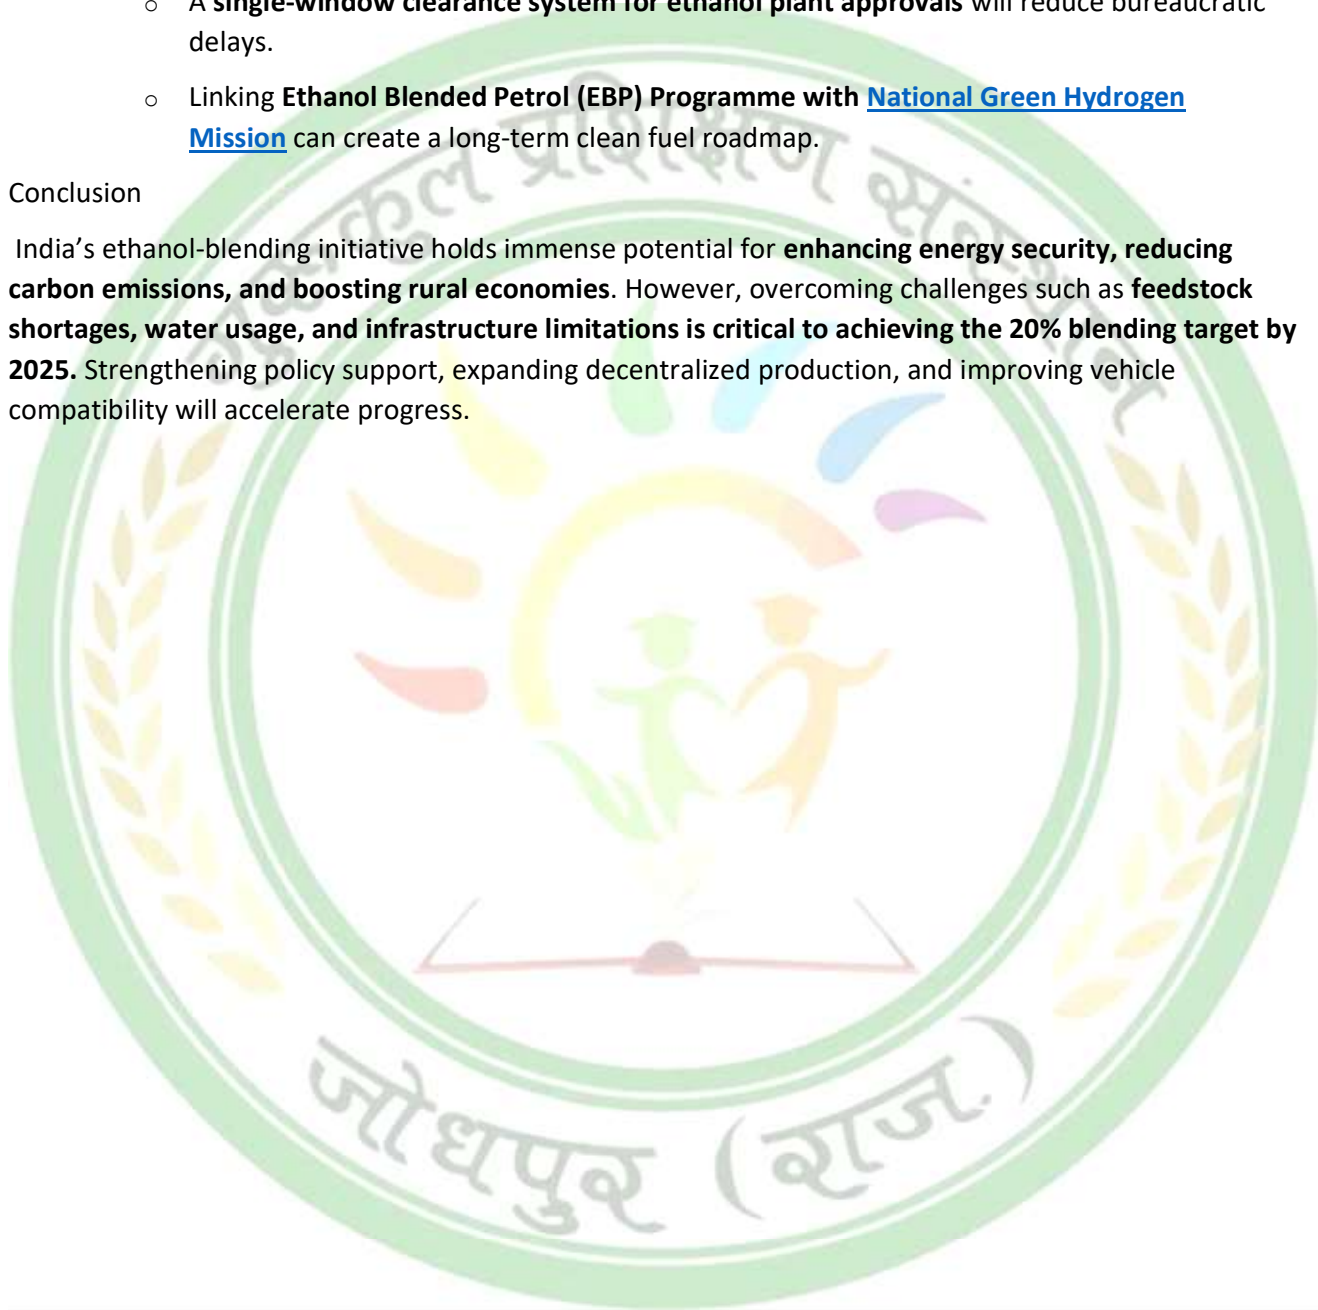 o A single-window clearance system for ethanol plant approvals will reduce bureaucratic
delays.
o Linking Ethanol Blended Petrol (EBP) Programme with National Green Hydrogen
Mission can create a long-term clean fuel roadmap.
Conclusion
India’s ethanol-blending initiative holds immense potential for enhancing energy security, reducing
carbon emissions, and boosting rural economies. However, overcoming challenges such as feedstock
shortages, water usage, and infrastructure limitations is critical to achieving the 20% blending target by
2025. Strengthening policy support, expanding decentralized production, and improving vehicle
compatibility will accelerate progress.
प्रशिक्षण संस्थान
जोधपुर (राज.)